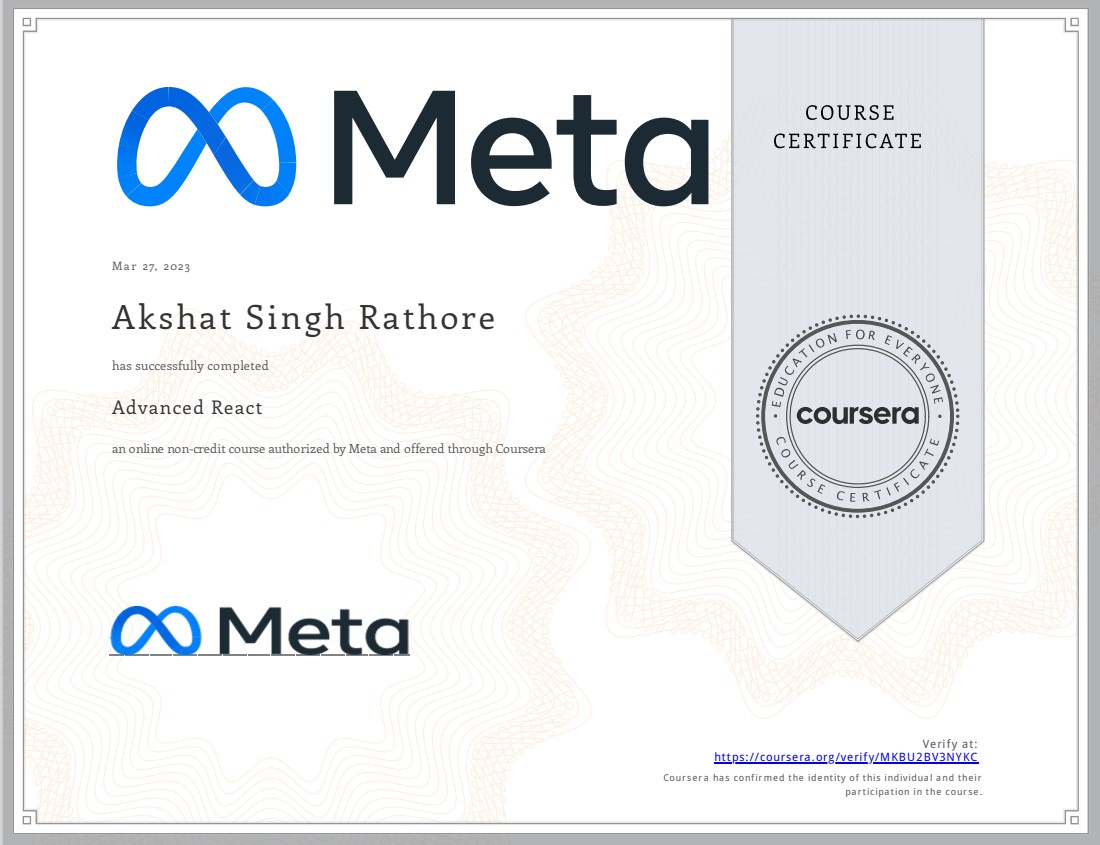 Meta
COURSE
CERTIFICATE
Mar 27, 2023
Akshat Singh Rathore
has successfully completed
Advanced React
an online non-credit course authorized by Meta and offered through Coursera
EDUCATION FOR EVERYONE
coursera
COURSE CERTIFICATE
Meta
Verify at:
https://coursera.org/verify/MKBU2BV3NYKC
Coursera has confirmed the identity of this individual and their
participation in the course.